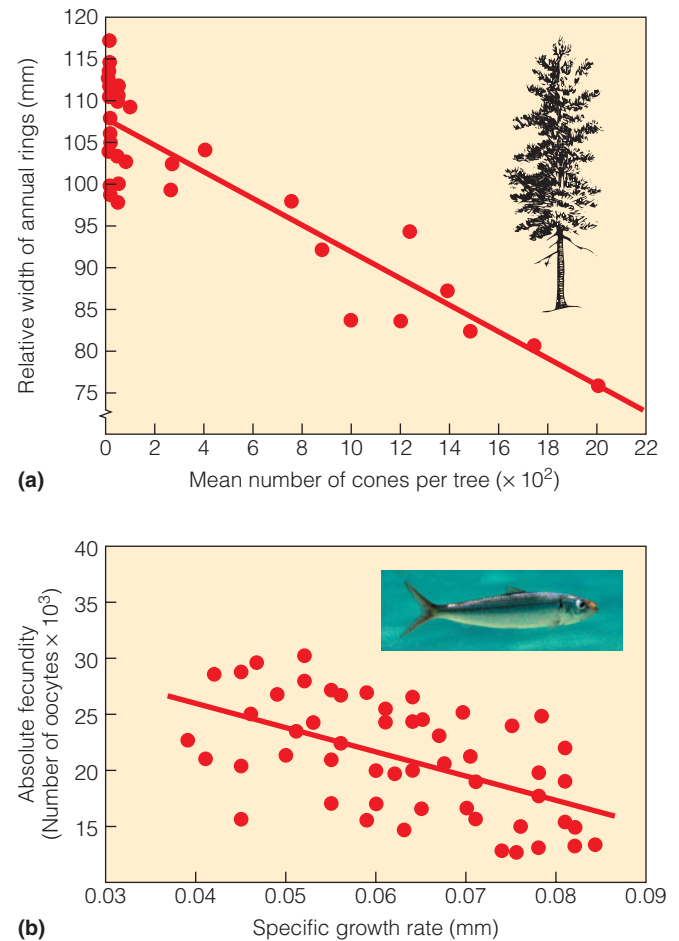 120
115
110
105
100
95
90
85
80
75
Relative width of annual rings (mm)
0 2 4 6 8 10 12 14 16 18 20 22
(a)
Mean number of cones per tree (× 10²)
40
35
30
25
20
15
Absolute fecundity
(Number of oocytes × 10³)
0.03 0.04 0.05 0.06 0.07 0.08 0.09
(b)
Specific growth rate (mm)